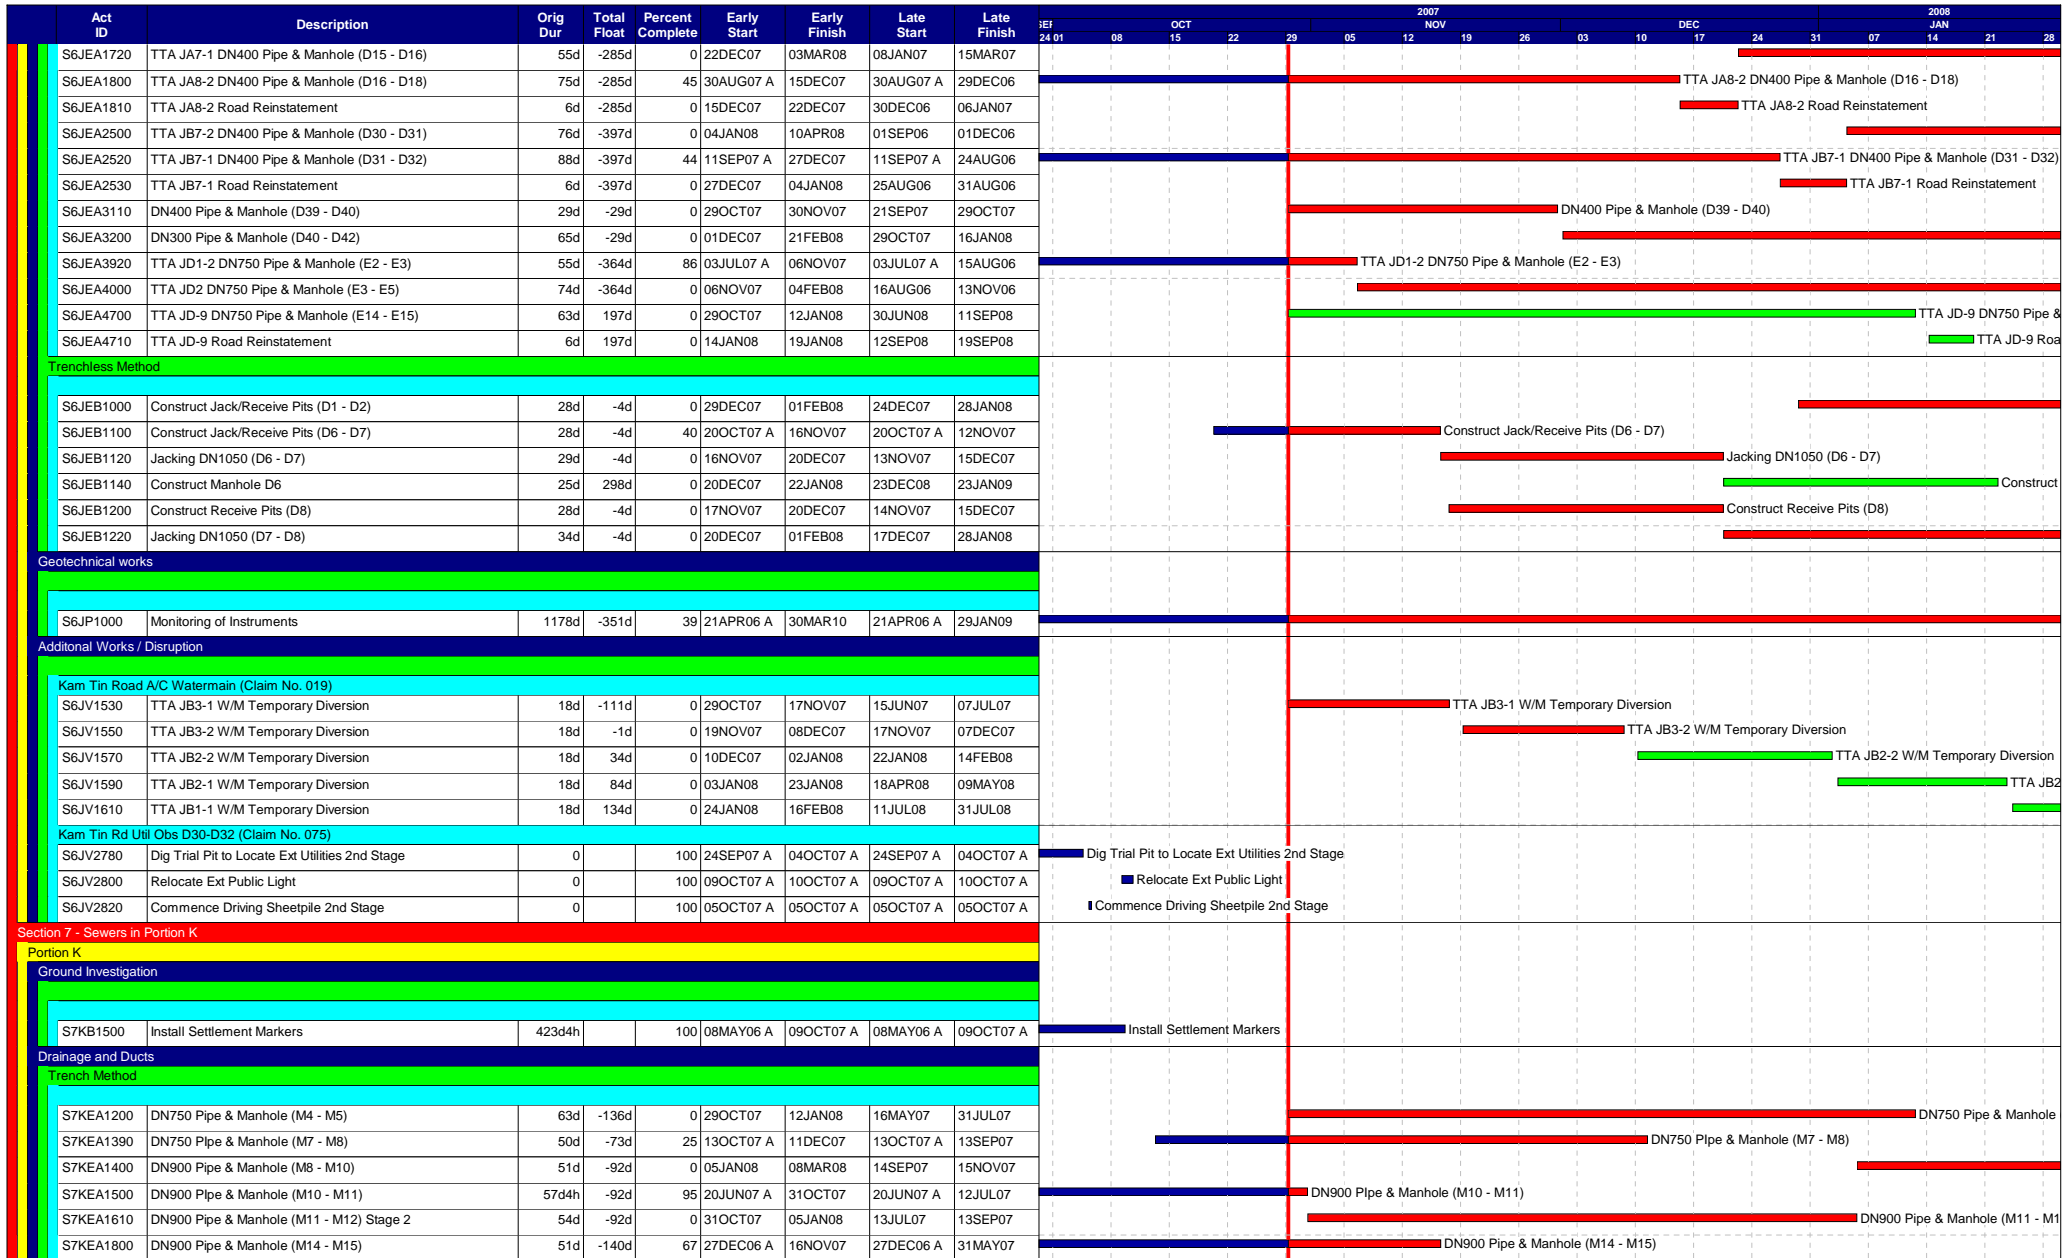 Act ID Description Orig Dur Total Float Percent Complete Early Start Early Finish Late Start Late Finish
2007 2008
SEP OCT NOV DEC JAN
24 01 08 15 22 29 05 12 19 26 03 10 17 24 31 07 14 21 28
S6JEA1720 TTA JA7-1 DN400 Pipe & Manhole (D15 - D16) 55d -285d 0 22DEC07 03MAR08 08JAN07 15MAR07
S6JEA1800 TTA JA8-2 DN400 Pipe & Manhole (D16 - D18) 75d -285d 45 30AUG07 A 15DEC07 30AUG07 A 29DEC06 TTA JA8-2 DN400 Pipe & Manhole (D16 - D18)
S6JEA1810 TTA JA8-2 Road Reinstatement 6d -285d 0 15DEC07 22DEC07 30DEC06 06JAN07 TTA JA8-2 Road Reinstatement
S6JEA2500 TTA JB7-2 DN400 Pipe & Manhole (D30 - D31) 76d -397d 0 04JAN08 10APR08 01SEP06 01DEC06
S6JEA2520 TTA JB7-1 DN400 Pipe & Manhole (D31 - D32) 88d -397d 44 11SEP07 A 27DEC07 11SEP07 A 24AUG06 TTA JB7-1 DN400 Pipe & Manhole (D31 - D32)
S6JEA2530 TTA JB7-1 Road Reinstatement 6d -397d 0 27DEC07 04JAN08 25AUG06 31AUG06 TTA JB7-1 Road Reinstatement
S6JEA3110 DN400 Pipe & Manhole (D39 - D40) 29d -29d 0 29OCT07 30NOV07 21SEP07 29OCT07 DN400 Pipe & Manhole (D39 - D40)
S6JEA3200 DN300 Pipe & Manhole (D40 - D42) 65d -29d 0 01DEC07 21FEB08 29OCT07 16JAN08
S6JEA3920 TTA JD1-2 DN750 Pipe & Manhole (E2 - E3) 55d -364d 86 03JUL07 A 06NOV07 03JUL07 A 15AUG06 TTA JD1-2 DN750 Pipe & Manhole (E2 - E3)
S6JEA4000 TTA JD2 DN750 Pipe & Manhole (E3 - E5) 74d -364d 0 06NOV07 04FEB08 16AUG06 13NOV06
S6JEA4700 TTA JD-9 DN750 Pipe & Manhole (E14 - E15) 63d 197d 0 29OCT07 12JAN08 30JUN08 11SEP08 TTA JD-9 DN750 Pipe &
S6JEA4710 TTA JD-9 Road Reinstatement 6d 197d 0 14JAN08 19JAN08 12SEP08 19SEP08 TTA JD-9 Roa
Trenchless Method
S6JEB1000 Construct Jack/Receive Pits (D1 - D2) 28d -4d 0 29DEC07 01FEB08 24DEC07 28JAN08
S6JEB1100 Construct Jack/Receive Pits (D6 - D7) 28d -4d 40 20OCT07 A 16NOV07 20OCT07 A 12NOV07 Construct Jack/Receive Pits (D6 - D7)
S6JEB1120 Jacking DN1050 (D6 - D7) 29d -4d 0 16NOV07 20DEC07 13NOV07 15DEC07 Jacking DN1050 (D6 - D7)
S6JEB1140 Construct Manhole D6 25d 298d 0 20DEC07 22JAN08 23DEC08 23JAN09 Construct
S6JEB1200 Construct Receive Pits (D8) 28d -4d 0 17NOV07 20DEC07 14NOV07 15DEC07 Construct Receive Pits (D8)
S6JEB1220 Jacking DN1050 (D7 - D8) 34d -4d 0 20DEC07 01FEB08 17DEC07 28JAN08
Geotechnical works
S6JP1000 Monitoring of Instruments 1178d -351d 39 21APR06 A 30MAR10 21APR06 A 29JAN09
Additonal Works / Disruption
Kam Tin Road A/C Watermain (Claim No. 019)
S6JV1530 TTA JB3-1 W/M Temporary Diversion 18d -111d 0 29OCT07 17NOV07 15JUN07 07JUL07 TTA JB3-1 W/M Temporary Diversion
S6JV1550 TTA JB3-2 W/M Temporary Diversion 18d -1d 0 19NOV07 08DEC07 17NOV07 07DEC07 TTA JB3-2 W/M Temporary Diversion
S6JV1570 TTA JB2-2 W/M Temporary Diversion 18d 34d 0 10DEC07 02JAN08 22JAN08 14FEB08 TTA JB2-2 W/M Temporary Diversion
S6JV1590 TTA JB2-1 W/M Temporary Diversion 18d 84d 0 03JAN08 23JAN08 18APR08 09MAY08 TTA JB2
S6JV1610 TTA JB1-1 W/M Temporary Diversion 18d 134d 0 24JAN08 16FEB08 11JUL08 31JUL08
Kam Tin Rd Util Obs D30-D32 (Claim No. 075)
S6JV2780 Dig Trial Pit to Locate Ext Utilities 2nd Stage 0 100 24SEP07 A 04OCT07 A 24SEP07 A 04OCT07 A Dig Trial Pit to Locate Ext Utilities 2nd Stage
S6JV2800 Relocate Ext Public Light 0 100 09OCT07 A 10OCT07 A 09OCT07 A 10OCT07 A Relocate Ext Public Light
S6JV2820 Commence Driving Sheetpile 2nd Stage 0 100 05OCT07 A 05OCT07 A 05OCT07 A 05OCT07 A Commence Driving Sheetpile 2nd Stage
Section 7 - Sewers in Portion K
Portion K
Ground Investigation
S7KB1500 Install Settlement Markers 423d4h 100 08MAY06 A 09OCT07 A 08MAY06 A 09OCT07 A Install Settlement Markers
Drainage and Ducts
Trench Method
S7KEA1200 DN750 Pipe & Manhole (M4 - M5) 63d -136d 0 29OCT07 12JAN08 16MAY07 31JUL07 DN750 Pipe & Manhole
S7KEA1390 DN750 PIpe & Manhole (M7 - M8) 50d -73d 25 13OCT07 A 11DEC07 13OCT07 A 13SEP07 DN750 PIpe & Manhole (M7 - M8)
S7KEA1400 DN900 Pipe & Manhole (M8 - M10) 51d -92d 0 05JAN08 08MAR08 14SEP07 15NOV07
S7KEA1500 DN900 PIpe & Manhole (M10 - M11) 57d4h -92d 95 20JUN07 A 31OCT07 20JUN07 A 12JUL07 DN900 PIpe & Manhole (M10 - M11)
S7KEA1610 DN900 Pipe & Manhole (M11 - M12) Stage 2 54d -92d 0 31OCT07 05JAN08 13JUL07 13SEP07 DN900 Pipe & Manhole (M11 - M1
S7KEA1800 DN900 Pipe & Manhole (M14 - M15) 51d -140d 67 27DEC06 A 16NOV07 27DEC06 A 31MAY07 DN900 Pipe & Manhole (M14 - M15)